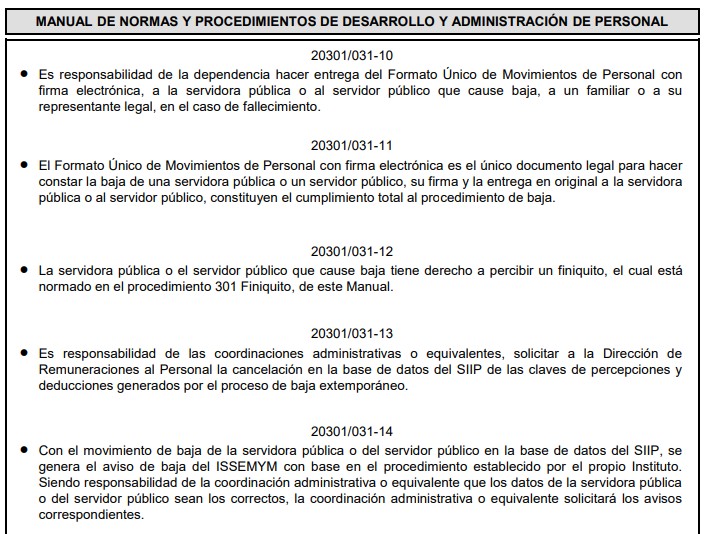 MANUAL DE NORMAS Y PROCEDIMIENTOS DE DESARROLLO Y ADMINISTRACIÓN DE PERSONAL
20301/031-10
● Es responsabilidad de la dependencia hacer entrega del Formato Único de Movimientos de Personal con
firma electrónica, a la servidora pública o al servidor público que cause baja, a un familiar o a su
representante legal, en el caso de fallecimiento.
20301/031-11
● El Formato Único de Movimientos de Personal con firma electrónica es el único documento legal para hacer
constar la baja de una servidora pública o un servidor público, su firma y la entrega en original a la servidora
pública o al servidor público, constituyen el cumplimiento total al procedimiento de baja.
20301/031-12
● La servidora pública o el servidor público que cause baja tiene derecho a percibir un finiquito, el cual está
normado en el procedimiento 301 Finiquito, de este Manual.
20301/031-13
● Es responsabilidad de las coordinaciones administrativas o equivalentes, solicitar a la Dirección de
Remuneraciones al Personal la cancelación en la base de datos del SIIP de las claves de percepciones y
deducciones generados por el proceso de baja extemporáneo.
20301/031-14
● Con el movimiento de baja de la servidora pública o del servidor público en la base de datos del SIIP, se
genera el aviso de baja del ISSEMYM con base en el procedimiento establecido por el propio Instituto.
Siendo responsabilidad de la coordinación administrativa o equivalente que los datos de la servidora pública
o del servidor público sean los correctos, la coordinación administrativa o equivalente solicitará los avisos
correspondientes.